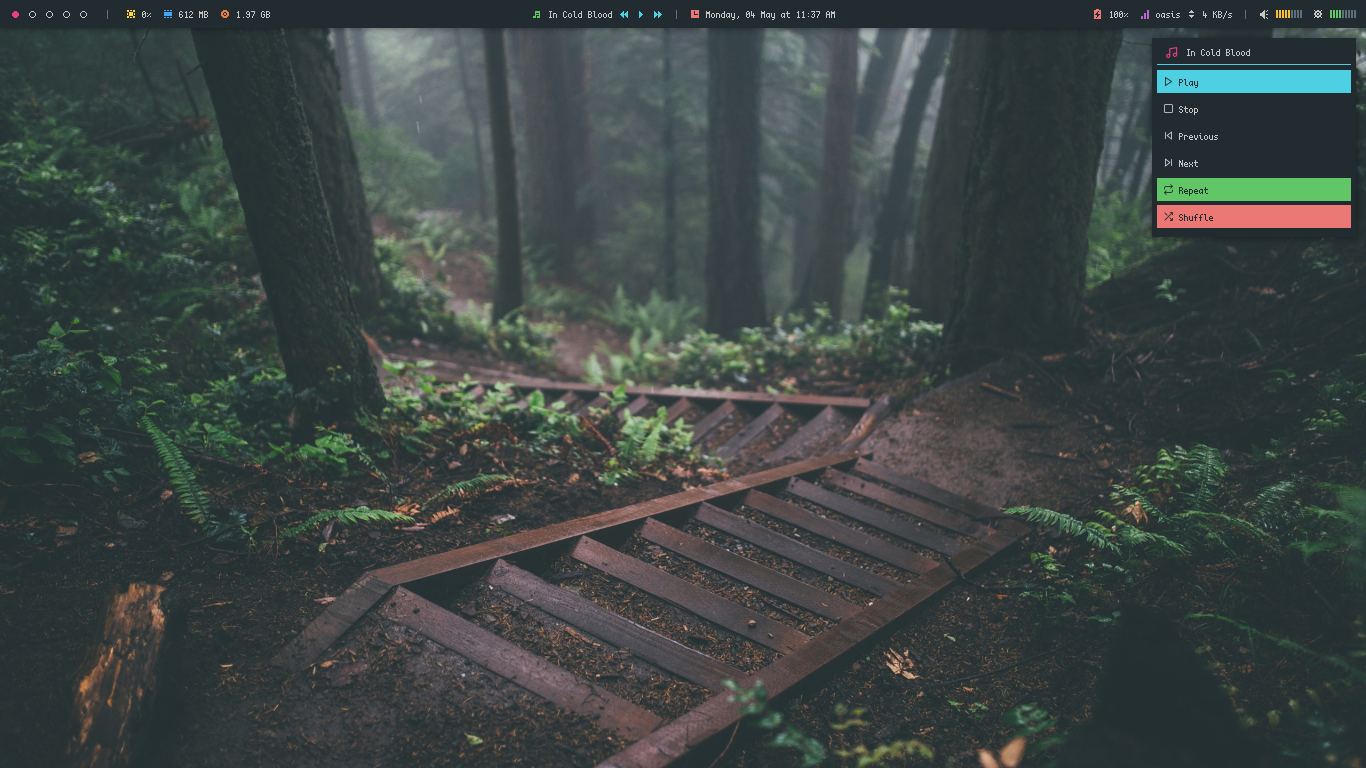 0% 612 MB 1.97 GB In Cold Blood Monday, 04 May at 11:37 AM 100% oasis 4 KB/s
In Cold Blood
Play
Stop
Previous
Next
Repeat
Shuffle